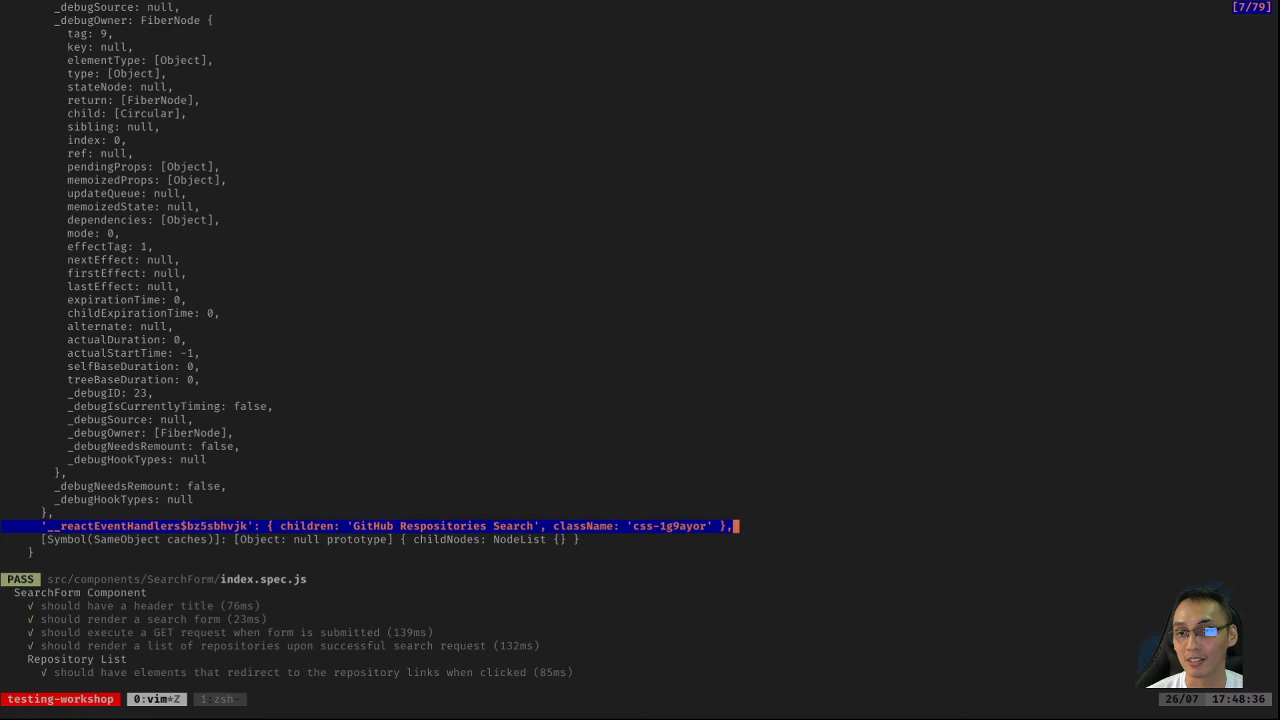 _debugSource: null,
[7/79]
_debugOwner: FiberNode {
tag: 9,
key: null,
elementType: [Object],
type: [Object],
stateNode: null,
return: [FiberNode],
child: [Circular],
sibling: null,
index: 0,
ref: null,
pendingProps: [Object],
memoizedProps: [Object],
updateQueue: null,
memoizedState: null,
dependencies: [Object],
mode: 0,
effectTag: 1,
nextEffect: null,
firstEffect: null,
lastEffect: null,
expirationTime: 0,
childExpirationTime: 0,
alternate: null,
actualDuration: 0,
actualStartTime: -1,
selfBaseDuration: 0,
treeBaseDuration: 0,
_debugID: 23,
_debugIsCurrentlyTiming: false,
_debugSource: null,
_debugOwner: [FiberNode],
_debugNeedsRemount: false,
_debugHookTypes: null
},
_debugNeedsRemount: false,
_debugHookTypes: null
},
'__reactEventHandlers$bz5sbhvjk': { children: 'GitHub Respositories Search', className: 'css-1g9ayor' },
[Symbol(SameObject caches)]: [Object: null prototype] { childNodes: NodeList {} }
}
PASS src/components/SearchForm/index.spec.js
SearchForm Component
√ should have a header title (76ms)
√ should render a search form (23ms)
√ should execute a GET request when form is submitted (139ms)
√ should render a list of repositories upon successful search request (132ms)
Repository List
√ should have elements that redirect to the repository links when clicked (85ms)
testing-workshop 0:vim*Z 1:zsh- 26/07 17:48:36